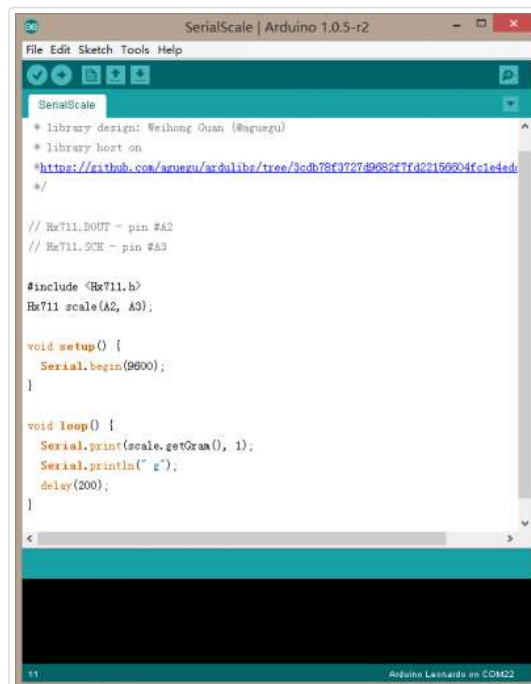 SerialScale | Arduino 1.0.5-r2
File Edit Sketch Tools Help
SerialScale
* library design: Weihong Guan (@aguegu)
* library host on
*https://github.com/aguegu/ardulibs/tree/3cdb78f3727d9682f7fd22156604fc1e4edc
*/
// Hx711.DOUT - pin #A2
// Hx711.SCK - pin #A3
#include <Hx711.h>
Hx711 scale(A2, A3);
void setup() {
Serial.begin(9600);
}
void loop() {
Serial.print(scale.getGram(), 1);
Serial.println(" g");
delay(200);
}
11
Arduino Leonardo on COM22